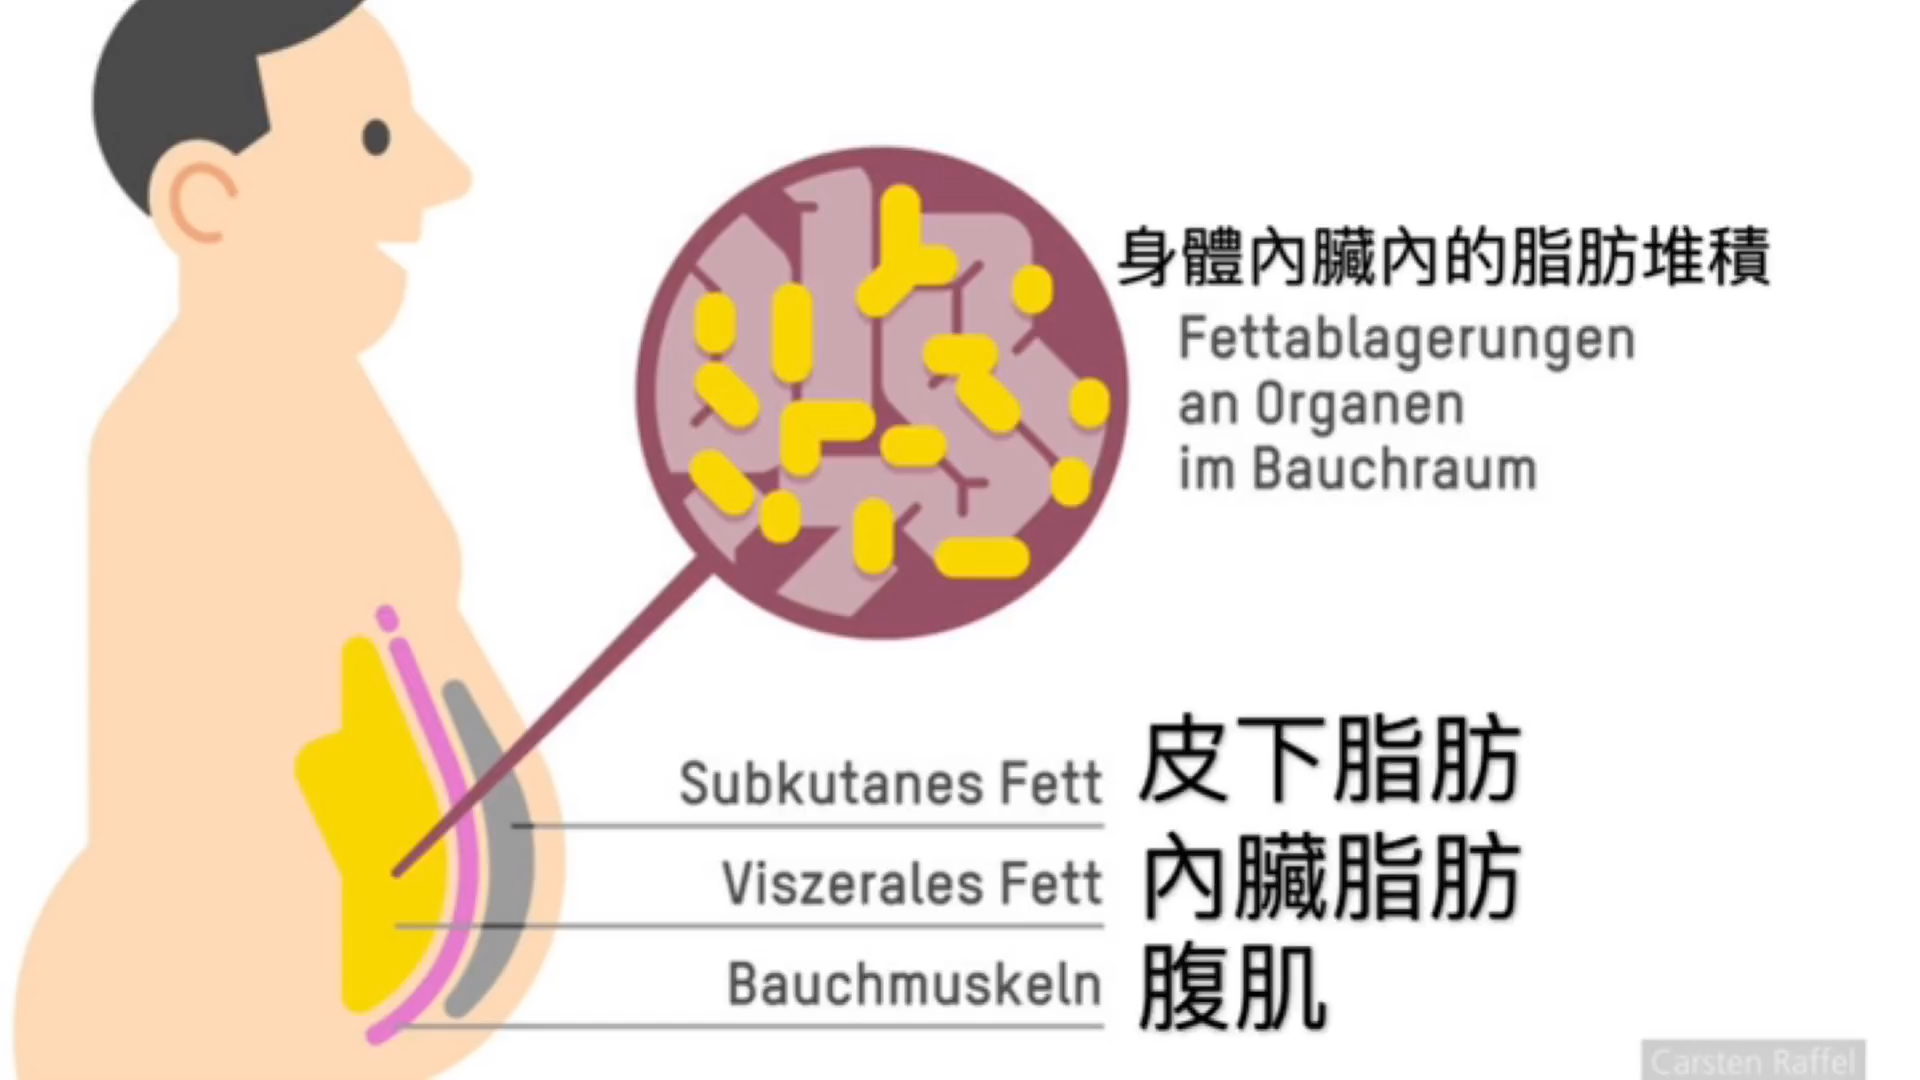 身體內臟內的脂肪堆積
Fettablagerungen
an Organen
im Bauchraum
Subkutanes Fett 皮下脂肪
Viszerales Fett 內臟脂肪
Bauchmuskeln 腹肌
Carsten Raffel